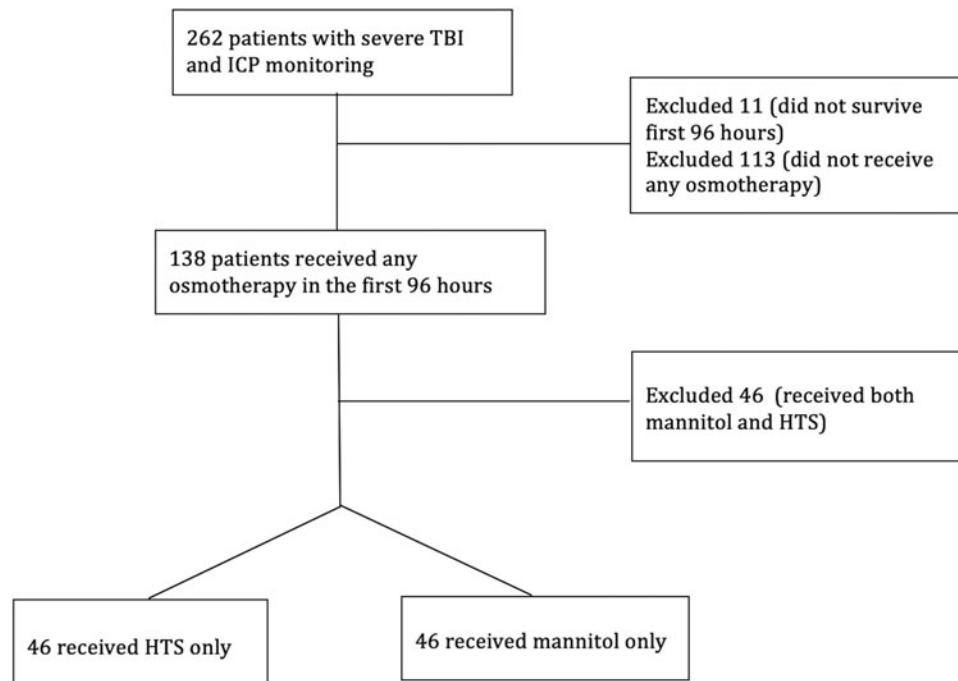 262 patients with severe TBI
and ICP monitoring
Excluded 11 (did not survive
first 96 hours)
Excluded 113 (did not receive
any osmotherapy)
138 patients received any
osmotherapy in the first 96 hours
Excluded 46 (received both
mannitol and HTS)
46 received HTS only
46 received mannitol only